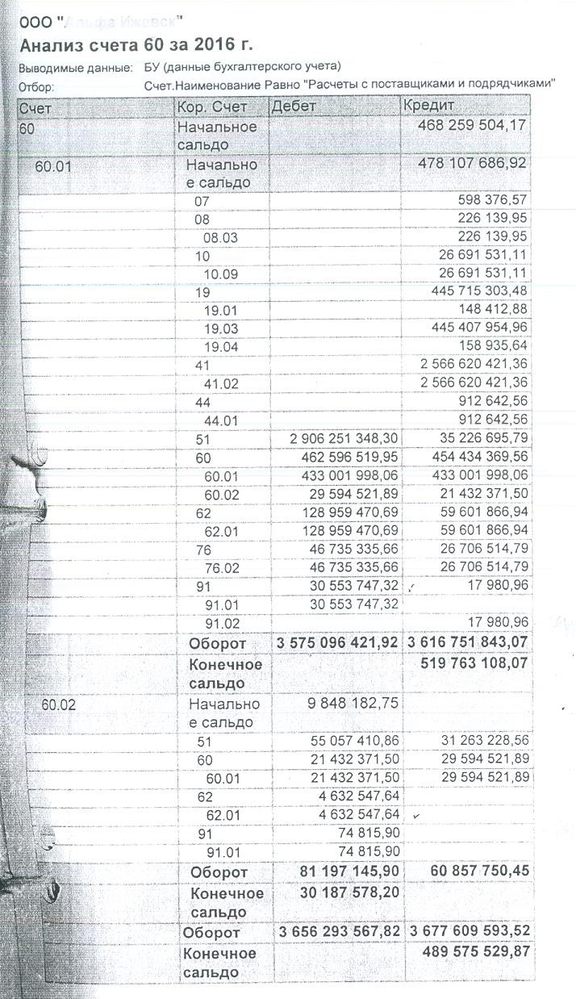 ООО "Альфа Ижевск"
Анализ счета 60 за 2016 г.
Выводимые данные: БУ (данные бухгалтерского учета)
Отбор: Счет.Наименование Равно "Расчеты с поставщиками и подрядчиками"
Счет Кор. Счет Дебет Кредит
60 Начальное сальдо 468 259 504,17
60.01 Начально е сальдо 478 107 686,92
07 598 376,57
08 226 139,95
08.03 226 139,95
10 26 691 531,11
10.09 26 691 531,11
19 445 715 303,48
19.01 148 412,88
19.03 445 407 954,96
19.04 158 935,64
41 2 566 620 421,36
41.02 2 566 620 421,36
44 912 642,56
44.01 912 642,56
51 2 906 251 348,30 35 226 695,79
60 462 596 519,95 454 434 369,56
60.01 433 001 998,06 433 001 998,06
60.02 29 594 521,89 21 432 371,50
62 128 959 470,69 59 601 866,94
62.01 128 959 470,69 59 601 866,94
76 46 735 335,66 26 706 514,79
76.02 46 735 335,66 26 706 514,79
91 30 553 747,32 17 980,96
91.01 30 553 747,32
91.02 17 980,96
Оборот 3 575 096 421,92 3 616 751 843,07
Конечное сальдо 519 763 108,07
60.02 Начально е сальдо 9 848 182,75
51 55 057 410,86 31 263 228,56
60 21 432 371,50 29 594 521,89
60.01 21 432 371,50 29 594 521,89
62 4 632 547,64
62.01 4 632 547,64
91 74 815,90
91.01 74 815,90
Оборот 81 197 145,90 60 857 750,45
Конечное сальдо 30 187 578,20
Оборот 3 656 293 567,82 3 677 609 593,52
Конечное сальдо 489 575 529,87